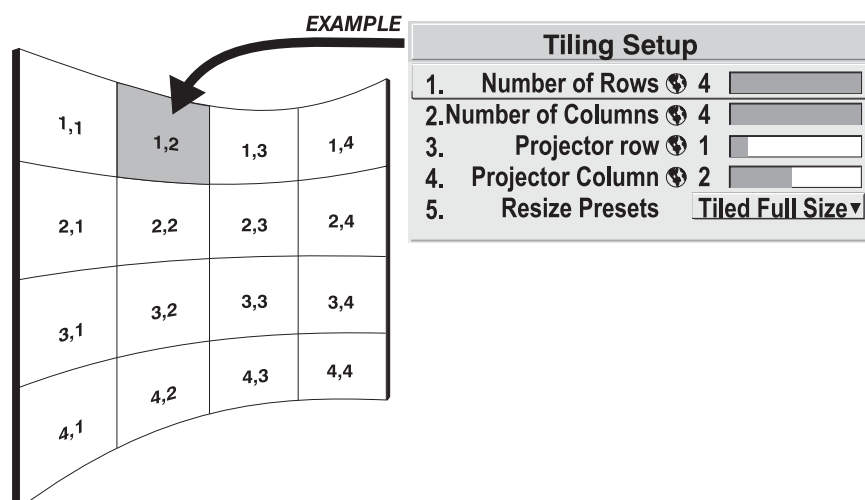 EXAMPLE
Tiling Setup
1. Number of Rows 4
2. Number of Columns 4
3. Projector row 1
4. Projector Column 2
5. Resize Presets Tiled Full Size
1,1 1,2 1,3 1,4
2,1 2,2 2,3 2,4
3,1 3,2 3,3 3,4
4,1 4,2 4,3 4,4